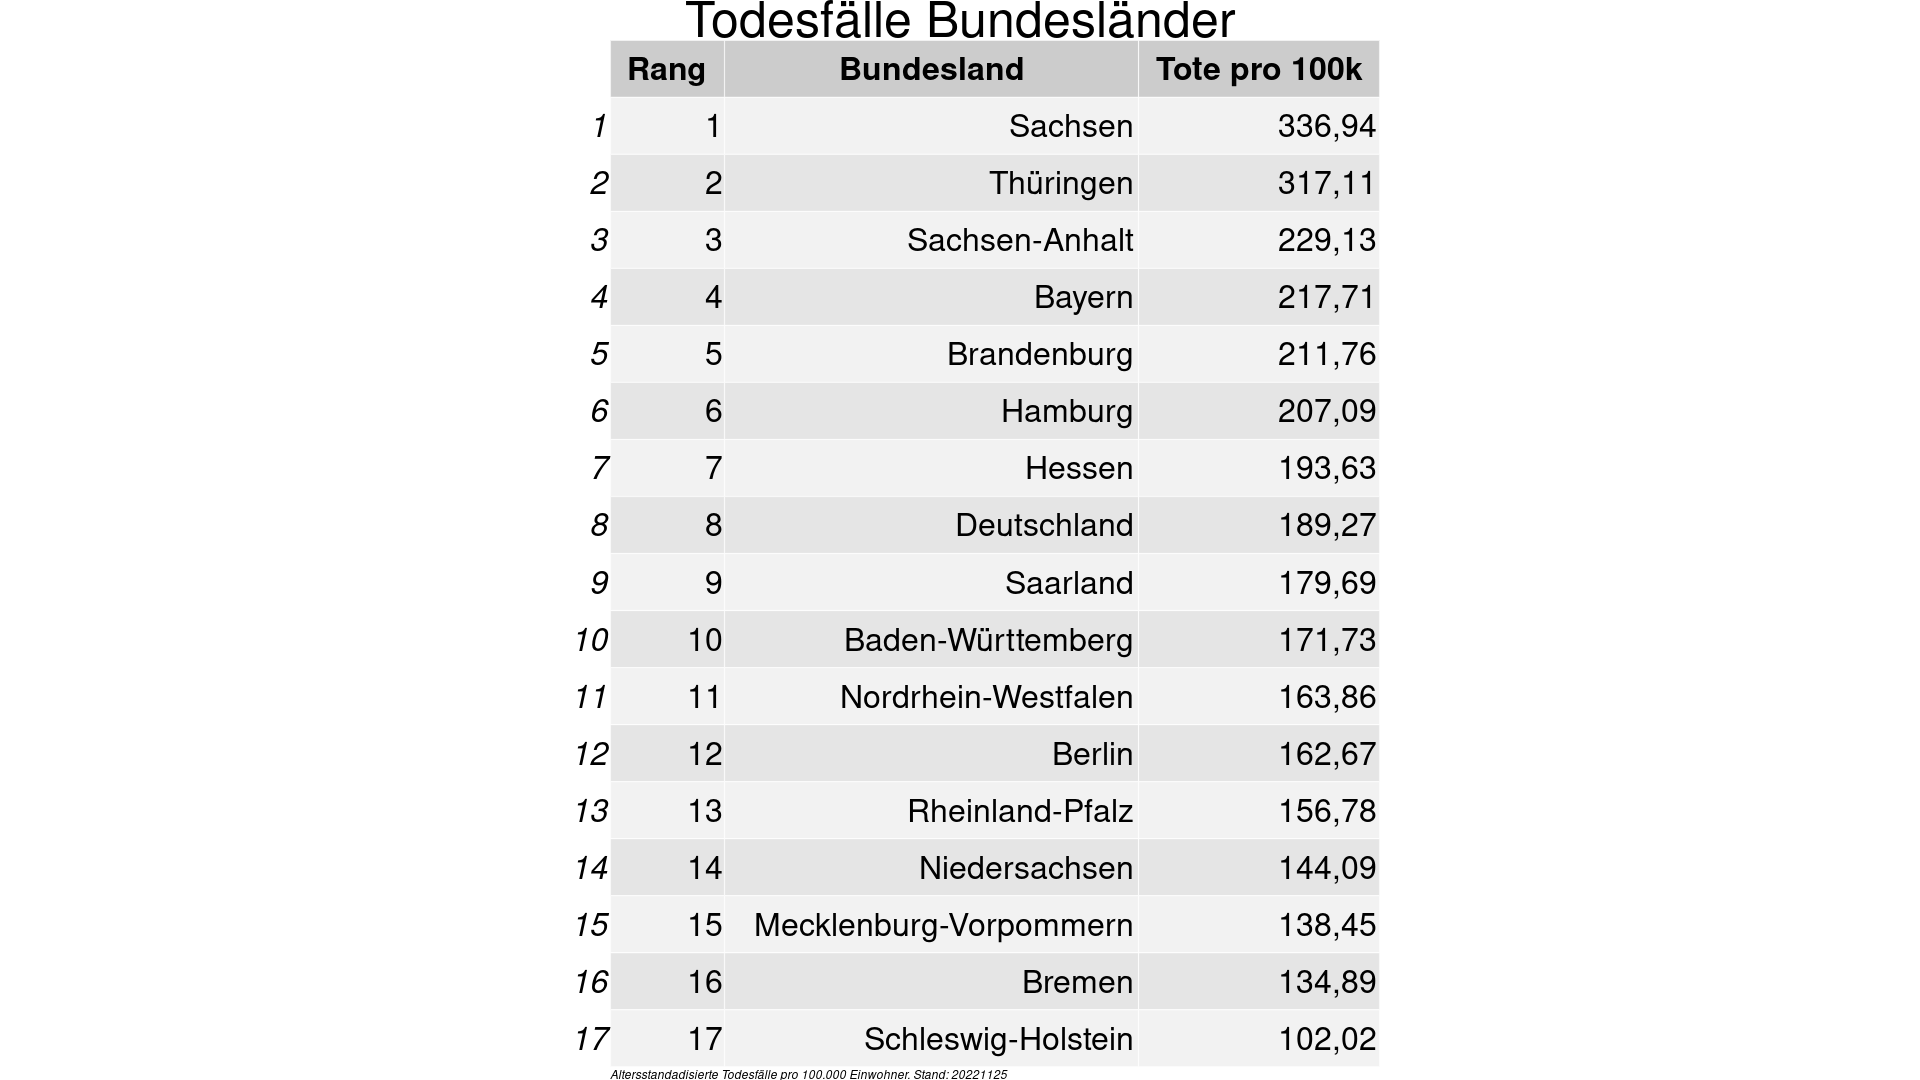 Todesfälle Bundesländer
Rang Bundesland Tote pro 100k
1 1 Sachsen 336,94
2 2 Thüringen 317,11
3 3 Sachsen-Anhalt 229,13
4 4 Bayern 217,71
5 5 Brandenburg 211,76
6 6 Hamburg 207,09
7 7 Hessen 193,63
8 8 Deutschland 189,27
9 9 Saarland 179,69
10 10 Baden-Württemberg 171,73
11 11 Nordrhein-Westfalen 163,86
12 12 Berlin 162,67
13 13 Rheinland-Pfalz 156,78
14 14 Niedersachsen 144,09
15 15 Mecklenburg-Vorpommern 138,45
16 16 Bremen 134,89
17 17 Schleswig-Holstein 102,02
Altersstandadisierte Todesfälle pro 100.000 Einwohner. Stand: 20221125